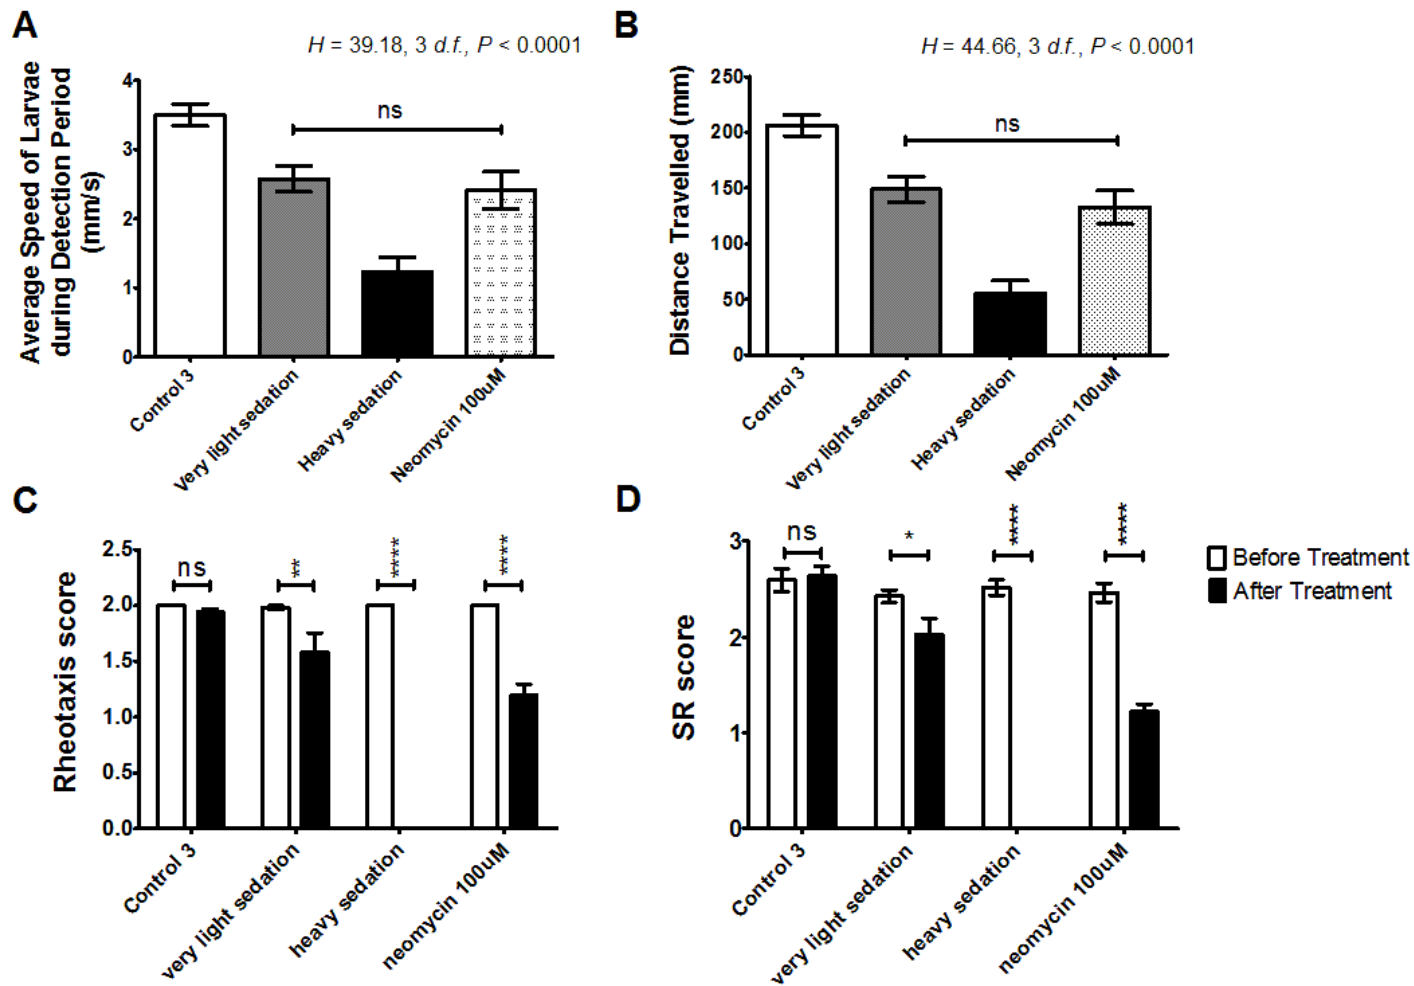 A
H = 39.18, 3 d.f., P < 0.0001
Average Speed of Larvae
during Detection Period
(mm/s)
4
3
2
1
0
ns
Control 3
Very light sedation
Heavy sedation
Neomycin 100uM
B
H = 44.66, 3 d.f., P < 0.0001
Distance Travelled (mm)
250
200
150
100
50
0
ns
Control 3
Very light sedation
Heavy sedation
Neomycin 100uM
C
Rheotaxis score
2.5
2.0
1.5
1.0
0.5
0.0
ns
**
****
****
Control 3
very light sedation
heavy sedation
neomycin 100uM
D
SR score
3
2
1
0
ns
*
****
****
Control 3
very light sedation
heavy sedation
neomycin 100uM
Before Treatment
After Treatment